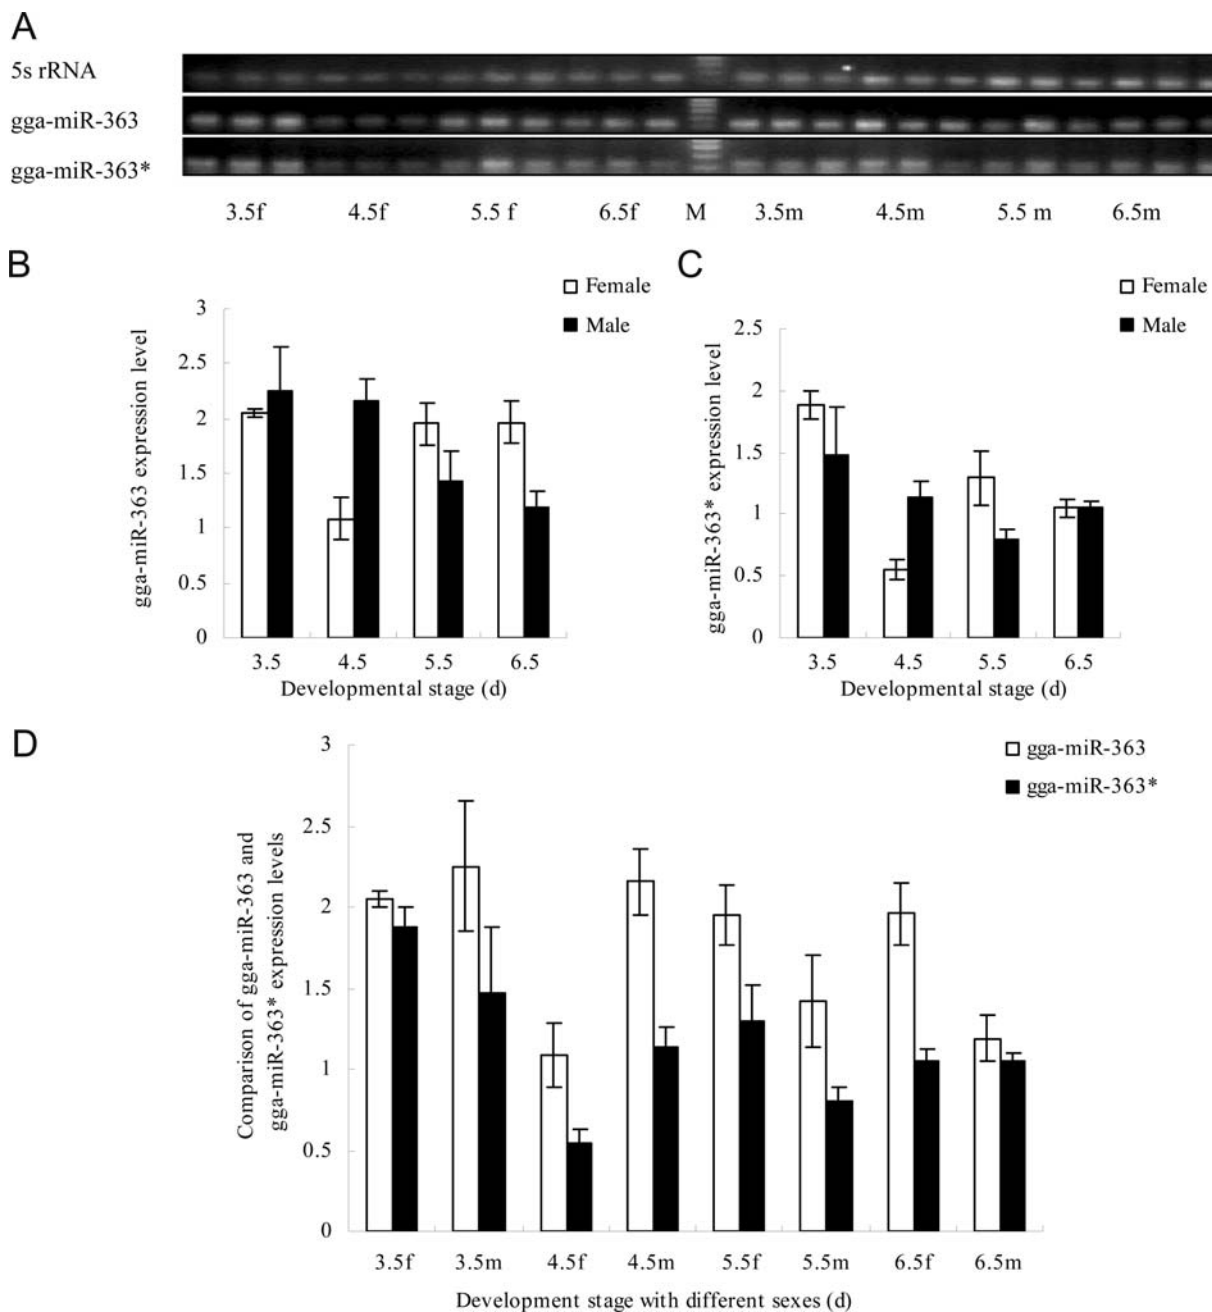 A
5s rRNA
gga-miR-363
gga-miR-363*
3.5f 4.5f 5.5 f 6.5f M 3.5m 4.5m 5.5 m 6.5m
B
Female
Male
gga-miR-363 expression level
3
2.5
2
1.5
1
0.5
0
3.5 4.5 5.5 6.5
Developmental stage (d)
C
Female
Male
gga-miR-363* expression level
2.5
2
1.5
1
0.5
0
3.5 4.5 5.5 6.5
Developmental stage (d)
D
gga-miR-363
gga-miR-363*
Comparison of gga-miR-363 and
gga-miR-363* expression levels
3
2.5
2
1.5
1
0.5
0
3.5f 3.5m 4.5f 4.5m 5.5f 5.5m 6.5f 6.5m
Development stage with different sexes (d)